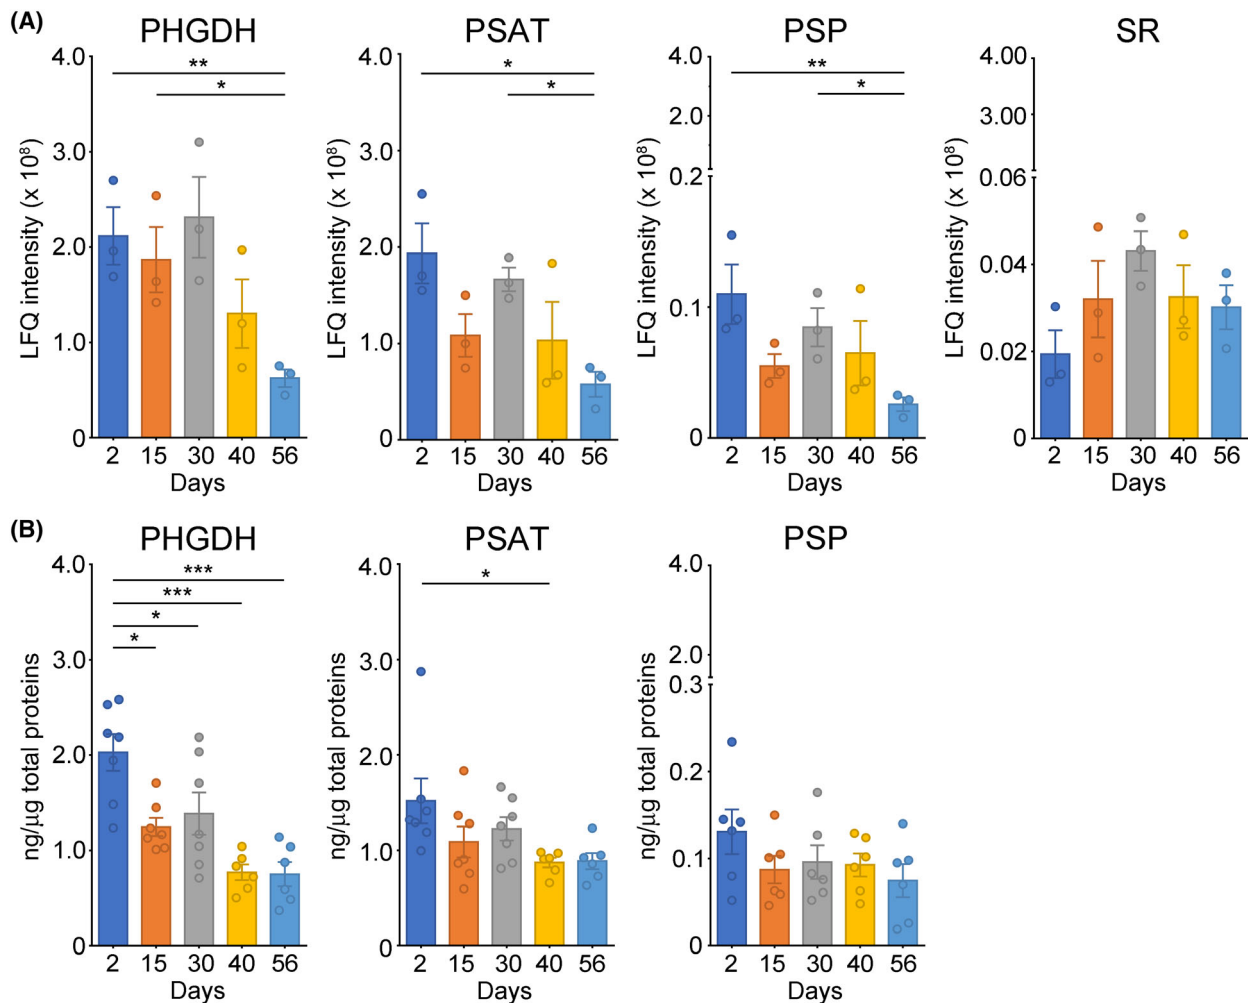 (A)
PHGDH
PSAT
PSP
SR
LFQ intensity (x 10⁸)
4.0
3.0
2.0
1.0
0
**
*
2 15 30 40 56
Days
LFQ intensity (x 10⁸)
4.0
3.0
2.0
1.0
0
*
*
2 15 30 40 56
Days
LFQ intensity (x 10⁸)
4.0
2.0
0.2
0.1
0
**
*
2 15 30 40 56
Days
LFQ intensity (x 10⁸)
4.00
3.00
0.06
0.04
0.02
0
2 15 30 40 56
Days
(B)
PHGDH
PSAT
PSP
ng/μg total proteins
4.0
3.0
2.0
1.0
0
***
***
*
*
2 15 30 40 56
Days
ng/μg total proteins
4.0
3.0
2.0
1.0
0
*
2 15 30 40 56
Days
ng/μg total proteins
4.0
2.0
0.3
0.2
0.1
0
2 15 30 40 56
Days